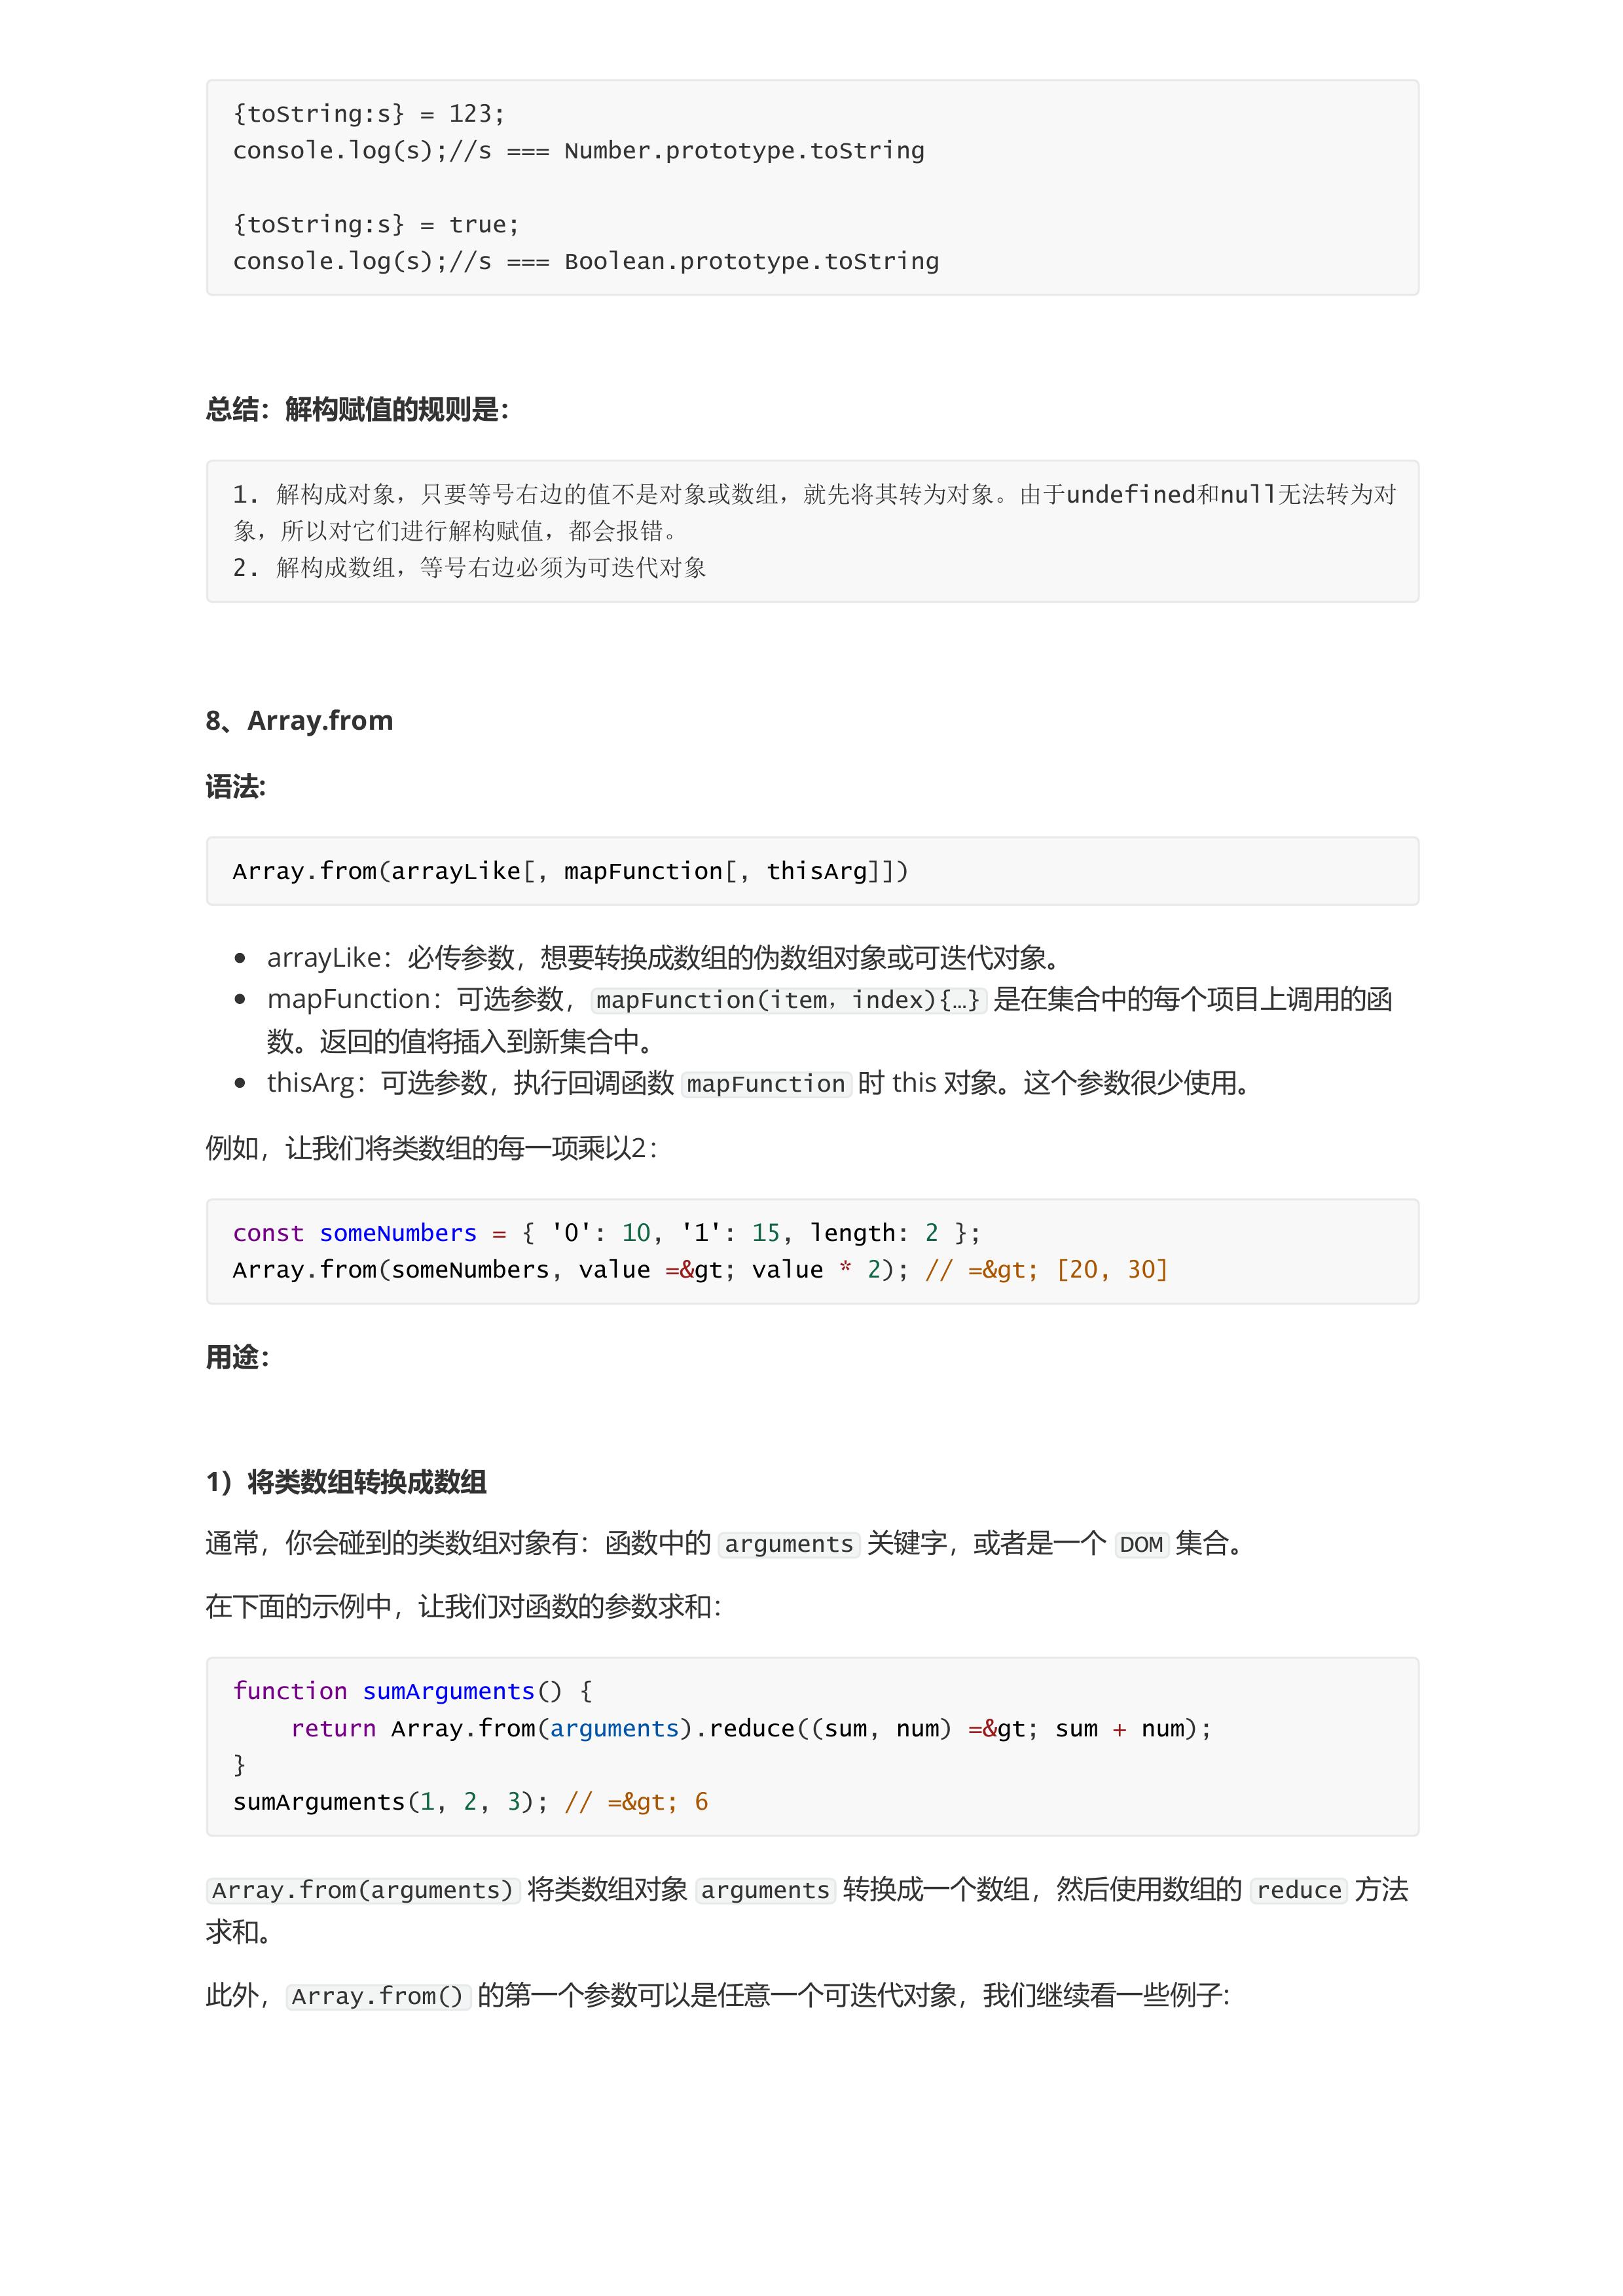 {toString:s} = 123;
console.log(s);//s === Number.prototype.toString

{toString:s} = true;
console.log(s);//s === Boolean.prototype.toString

总结：解构赋值的规则是：

1. 解构成对象，只要等号右边的值不是对象或数组，就先将其转为对象。由于undefined和null无法转为对
象，所以对它们进行解构赋值，都会报错。
2. 解构成数组，等号右边必须为可迭代对象

8、Array.from
语法:
Array.from(arrayLike[, mapFunction[, thisArg]])
• arrayLike：必传参数，想要转换成数组的伪数组对象或可迭代对象。
• mapFunction：可选参数，mapFunction(item，index){…} 是在集合中的每个项目上调用的函
数。返回的值将插入到新集合中。
• thisArg：可选参数，执行回调函数 mapFunction 时 this 对象。这个参数很少使用。
例如，让我们将类数组的每一项乘以2：
const someNumbers = { '0': 10, '1': 15, length: 2 };
Array.from(someNumbers, value =&gt; value * 2); // =&gt; [20, 30]
用途：

1）将类数组转换成数组
通常，你会碰到的类数组对象有：函数中的 arguments 关键字，或者是一个 DOM 集合。
在下面的示例中，让我们对函数的参数求和：
function sumArguments() {
    return Array.from(arguments).reduce((sum, num) =&gt; sum + num);
}
sumArguments(1, 2, 3); // =&gt; 6
Array.from(arguments) 将类数组对象 arguments 转换成一个数组，然后使用数组的 reduce 方法
求和。
此外，Array.from() 的第一个参数可以是任意一个可迭代对象，我们继续看一些例子: